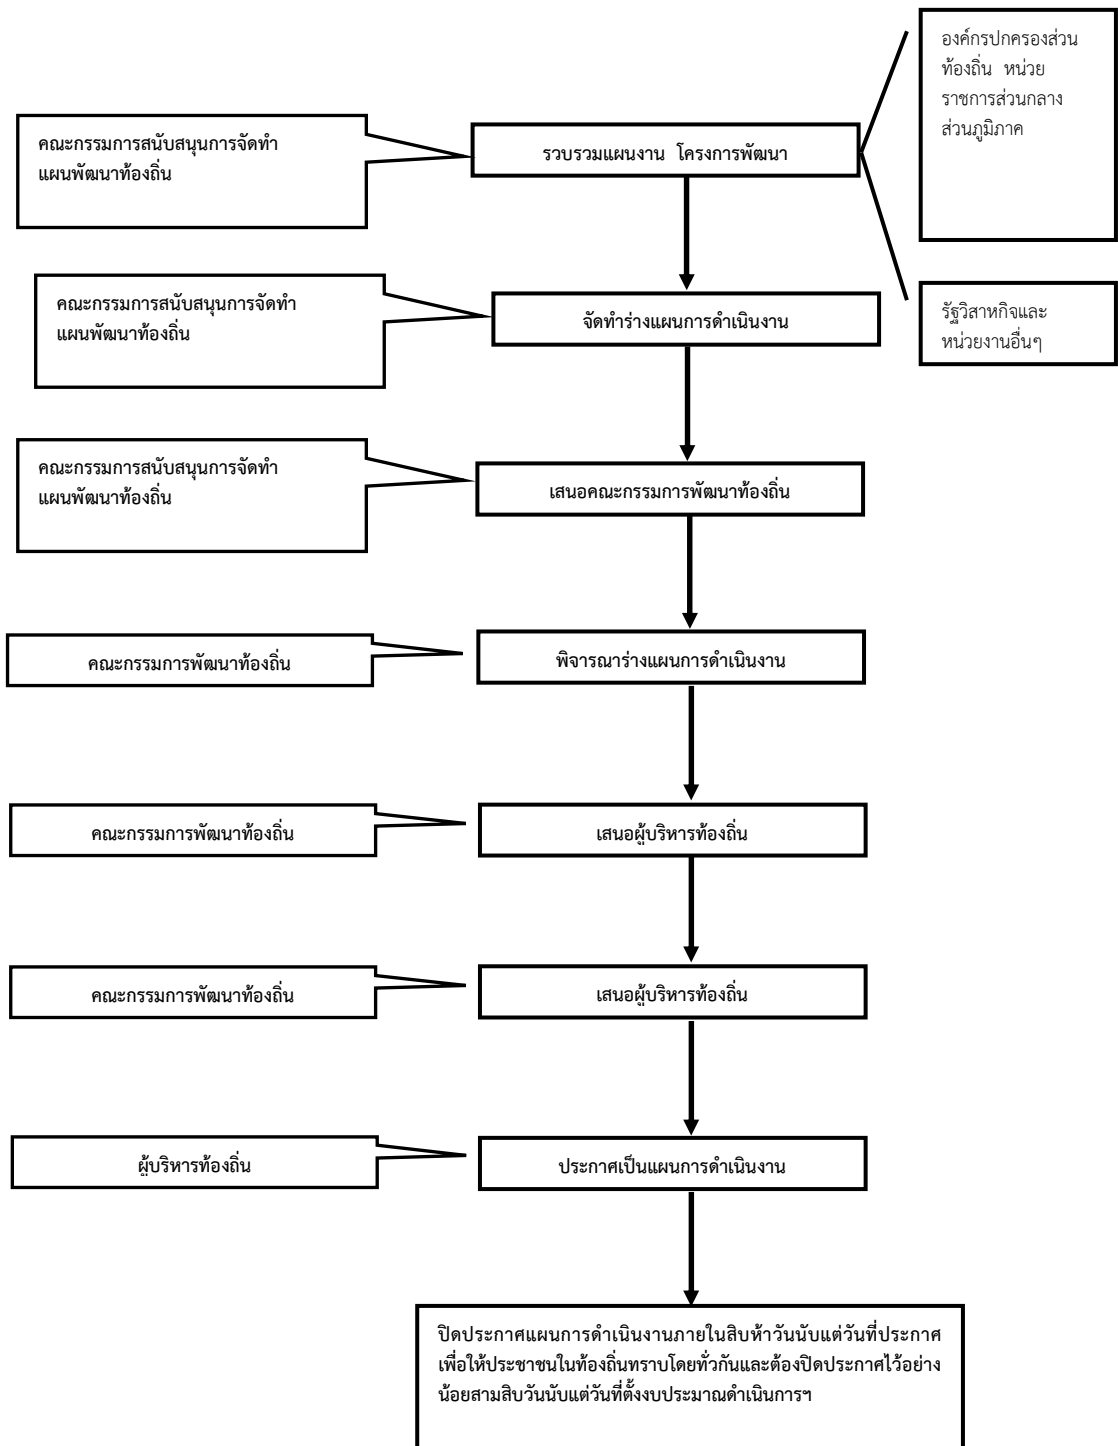 องค์กรปกครองส่วน
ท้องถิ่น หน่วย
ราชการส่วนกลาง
ส่วนภูมิภาค
คณะกรรมการสนับสนุนการจัดทำ
แผนพัฒนาท้องถิ่น
รวบรวมแผนงาน โครงการพัฒนา
คณะกรรมการสนับสนุนการจัดทำ
แผนพัฒนาท้องถิ่น
จัดทำร่างแผนการดำเนินงาน
รัฐวิสาหกิจและ
หน่วยงานอื่นๆ
คณะกรรมการสนับสนุนการจัดทำ
แผนพัฒนาท้องถิ่น
เสนอคณะกรรมการพัฒนาท้องถิ่น
คณะกรรมการพัฒนาท้องถิ่น
พิจารณาร่างแผนการดำเนินงาน
คณะกรรมการพัฒนาท้องถิ่น
เสนอผู้บริหารท้องถิ่น
คณะกรรมการพัฒนาท้องถิ่น
เสนอผู้บริหารท้องถิ่น
ผู้บริหารท้องถิ่น
ประกาศเป็นแผนการดำเนินงาน
ปิดประกาศแผนการดำเนินงานภายในสิบห้าวันนับแต่วันที่ประกาศ
เพื่อให้ประชาชนในท้องถิ่นทราบโดยทั่วกันและต้องปิดประกาศไว้อย่าง
น้อยสามสิบวันนับแต่วันที่ตั้งงบประมาณดำเนินการฯ